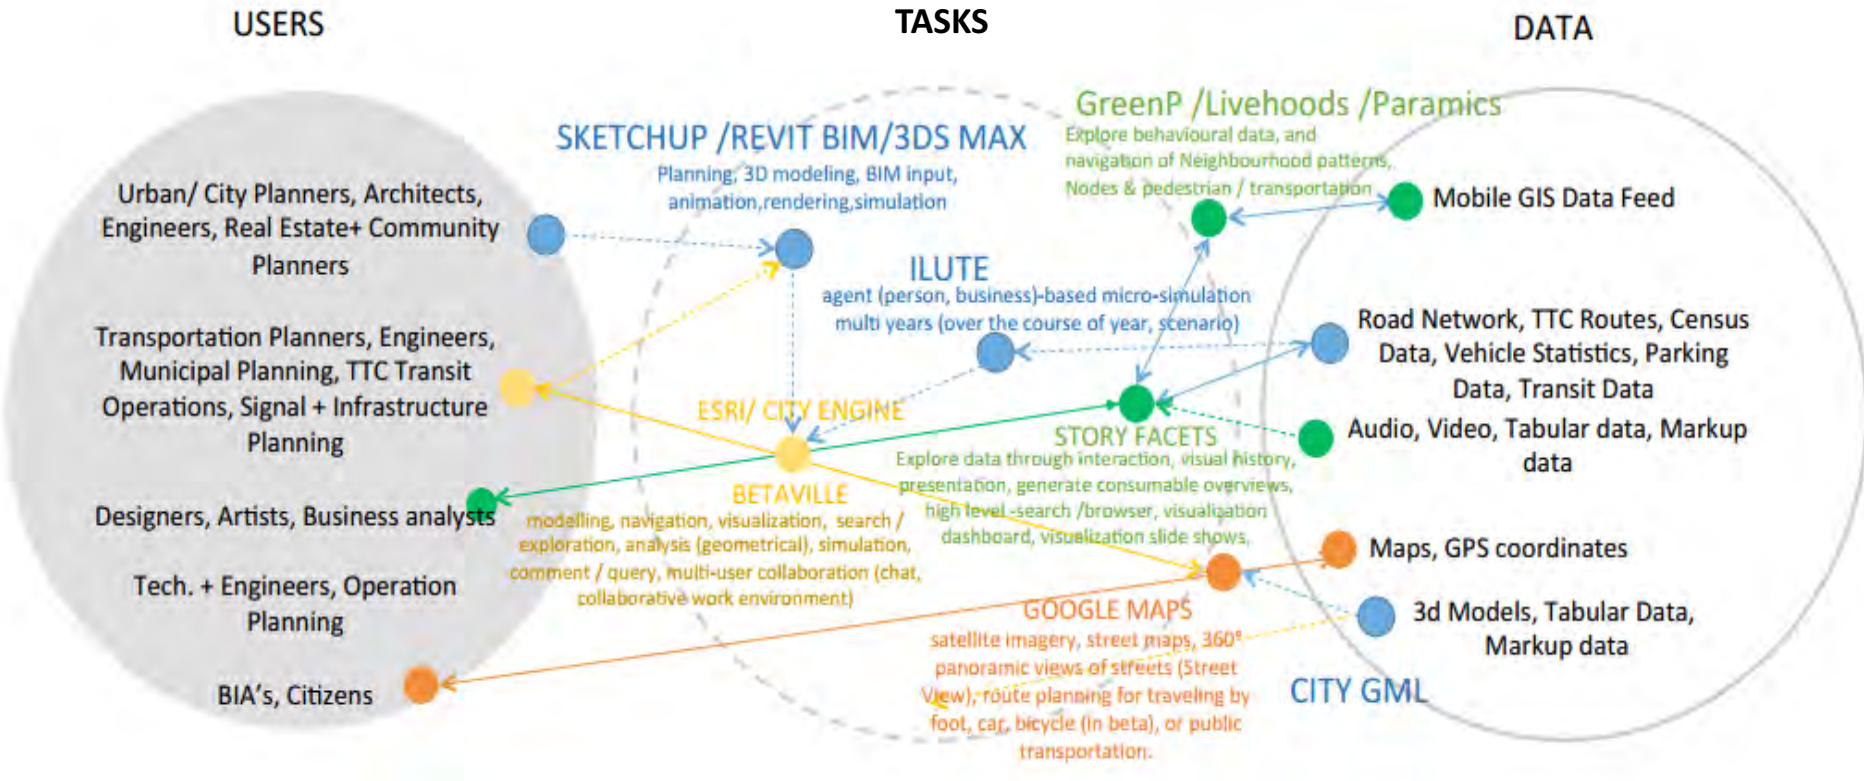 USERS
TASKS
DATA
Urban/ City Planners, Architects,
Engineers, Real Estate+ Community
Planners
Transportation Planners, Engineers,
Municipal Planning, TTC Transit
Operations, Signal + Infrastructure
Planning
Designers, Artists, Business analysts
Tech. + Engineers, Operation
Planning
BIA's, Citizens
SKETCHUP /REVIT BIM/3DS MAX
Planning, 3D modeling, BIM input,
animation,rendering,simulation
ILUTE
agent (person, business)-based micro-simulation
multi years (over the course of year, scenario)
ESRI/ CITY ENGINE
BETAVILLE
modelling, navigation, visualization, search /
exploration, analysis (geometrical), simulation,
comment / query, multi-user collaboration (chat,
collaborative work environment)
GreenP /Livehoods /Paramics
Explore behavioural data, and
navigation of Neighbourhood patterns,
Nodes & pedestrian / transportation
STORY FACETS
Explore data through interaction, visual history,
presentation, generate consumable overviews,
high level -search /browser, visualization
dashboard, visualization slide shows,
GOOGLE MAPS
satellite imagery, street maps, 360°
panoramic views of streets (Street
View), route planning for traveling by
foot, car, bicycle (in beta), or public
transportation.
Mobile GIS Data Feed
Road Network, TTC Routes, Census
Data, Vehicle Statistics, Parking
Data, Transit Data
Audio, Video, Tabular data, Markup
data
Maps, GPS coordinates
3d Models, Tabular Data,
Markup data
CITY GML